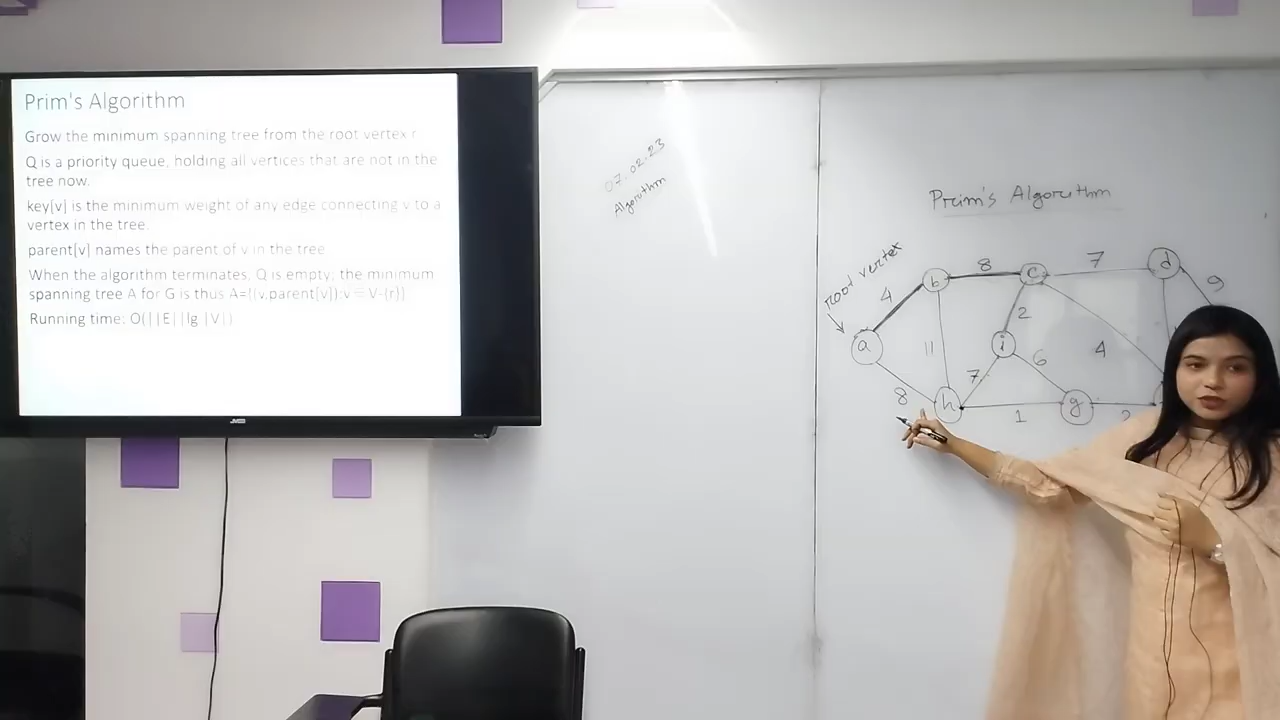 Prim's Algorithm
Grow the minimum spanning tree from the root vertex r
Q is a priority queue, holding all vertices that are not in the
tree now.
key[v] is the minimum weight of any edge connecting v to a
vertex in the tree.
parent[v] names the parent of v in the tree
When the algorithm terminates, Q is empty; the minimum
spanning tree A for G is thus A={(v,parent[v]):v∈V-{r}}
Running time: O(||E||lg |V|)
JVCO
07.02.23
Algorithm
Prim's Algorithm
root vertex
a
b
c
d
i
h
g
4
8
7
9
2
11
6
4
7
8
1
2